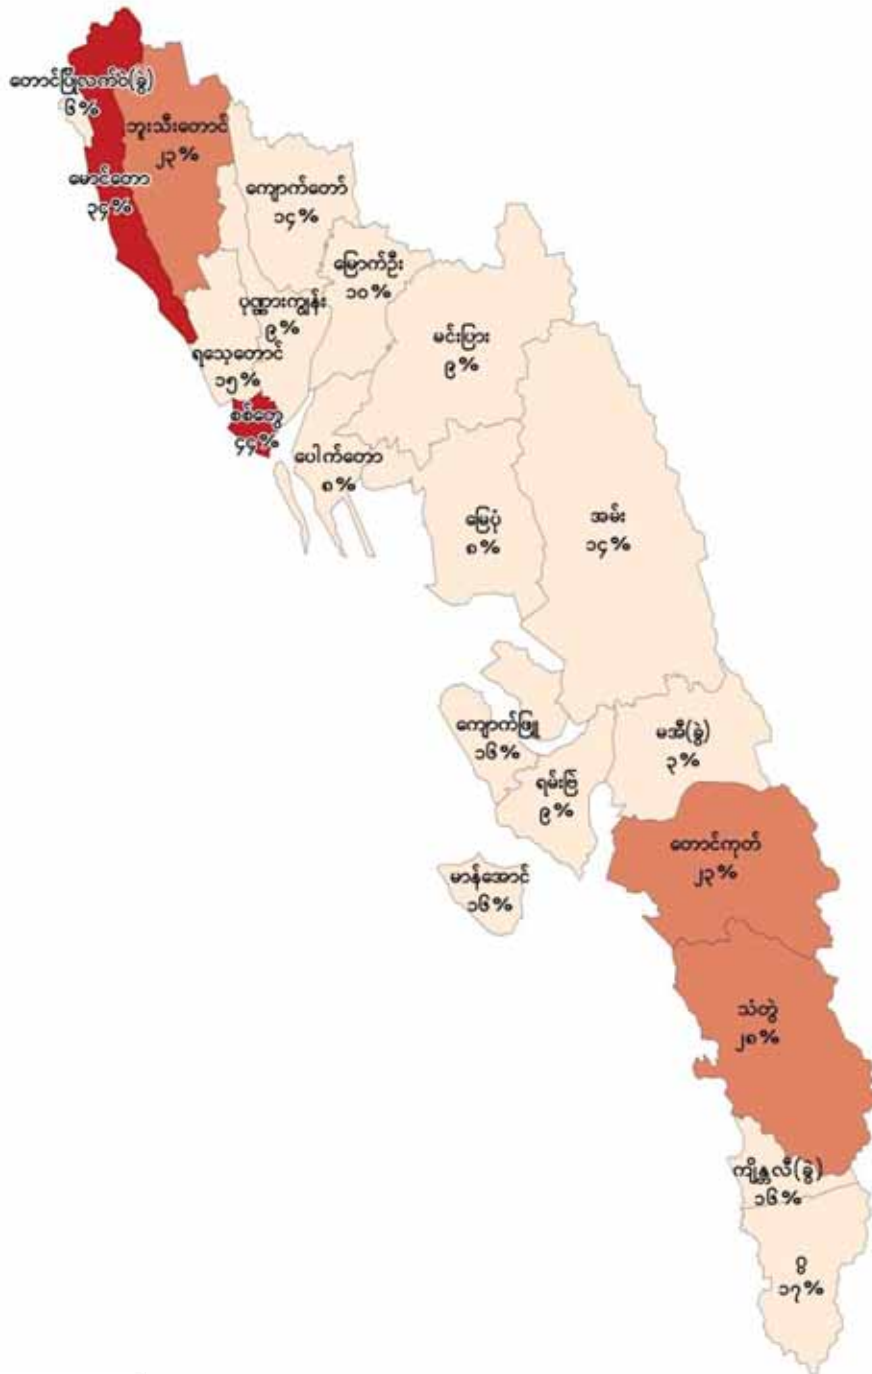 တောင်ပြိုလက်ဝဲ(ခွဲ)
၆%
ဘူးသီးတောင်
၂၃%
မောင်တော
၃၄%
ကျောက်တော်
၁၄%
မြောက်ဦး
၁၀%
ပုဏ္ဏားကျွန်း
၉%
မင်းပြား
၉%
ရသေ့တောင်
၁၅%
စစ်တွေ
၄၄%
ပေါက်တော
၈%
မြေပုံ
၈%
အမ်း
၁၄%
ကျောက်ဖြူ
၁၆%
မအီ(ခွဲ)
၃%
ရမ်းဗြဲ
၉%
တောင်ကုတ်
၂၃%
မာန်အောင်
၁၆%
သံတွဲ
၂၈%
ကျိန္တလီ(ခွဲ)
၁၆%
ဂွ
၁၇%